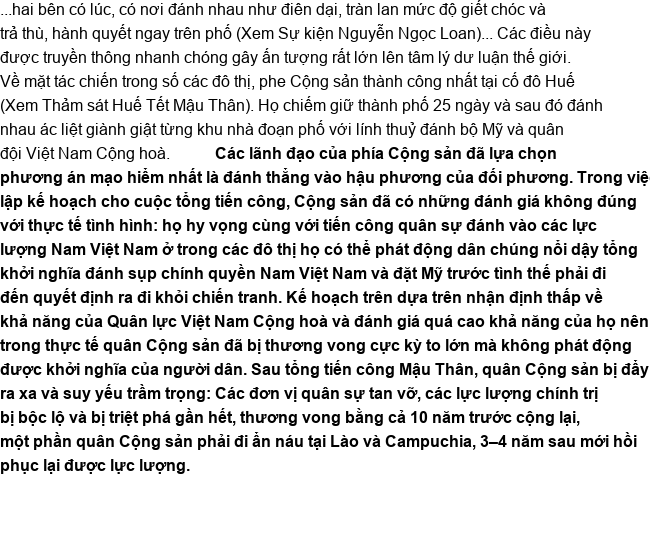 ...hai bên có lúc, có nơi đánh nhau như điên dại, tràn lan mức độ giết chóc và
trả thù, hành quyết ngay trên phố (Xem Sự kiện Nguyễn Ngọc Loan)... Các điều này
được truyền thông nhanh chóng gây ấn tượng rất lớn lên tâm lý dư luận thế giới.
Về mặt tác chiến trong số các đô thị, phe Cộng sản thành công nhất tại cố đô Huế
(Xem Thảm sát Huế Tết Mậu Thân). Họ chiếm giữ thành phố 25 ngày và sau đó đánh
nhau ác liệt giành giật từng khu nhà đoạn phố với lính thuỷ đánh bộ Mỹ và quân
đội Việt Nam Cộng hoà. Các lãnh đạo của phía Cộng sản đã lựa chọn
phương án mạo hiểm nhất là đánh thẳng vào hậu phương của đối phương. Trong việ
lập kế hoạch cho cuộc tổng tiến công, Cộng sản đã có những đánh giá không đúng
với thực tế tình hình: họ hy vọng cùng với tiến công quân sự đánh vào các lực
lượng Nam Việt Nam ở trong các đô thị họ có thể phát động dân chúng nổi dậy tổng
khởi nghĩa đánh sụp chính quyền Nam Việt Nam và đặt Mỹ trước tình thế phải đi
đến quyết định ra đi khỏi chiến tranh. Kế hoạch trên dựa trên nhận định thấp về
khả năng của Quân lực Việt Nam Cộng hoà và đánh giá quá cao khả năng của họ nên
trong thực tế quân Cộng sản đã bị thương vong cực kỳ to lớn mà không phát động
được khởi nghĩa của người dân. Sau tổng tiến công Mậu Thân, quân Cộng sản bị đẩy
ra xa và suy yếu trầm trọng: Các đơn vị quân sự tan vỡ, các lực lượng chính trị
bị bộc lộ và bị triệt phá gần hết, thương vong bằng cả 10 năm trước cộng lại,
một phần quân Cộng sản phải đi ẩn náu tại Lào và Campuchia, 3–4 năm sau mới hồi
phục lại được lực lượng.